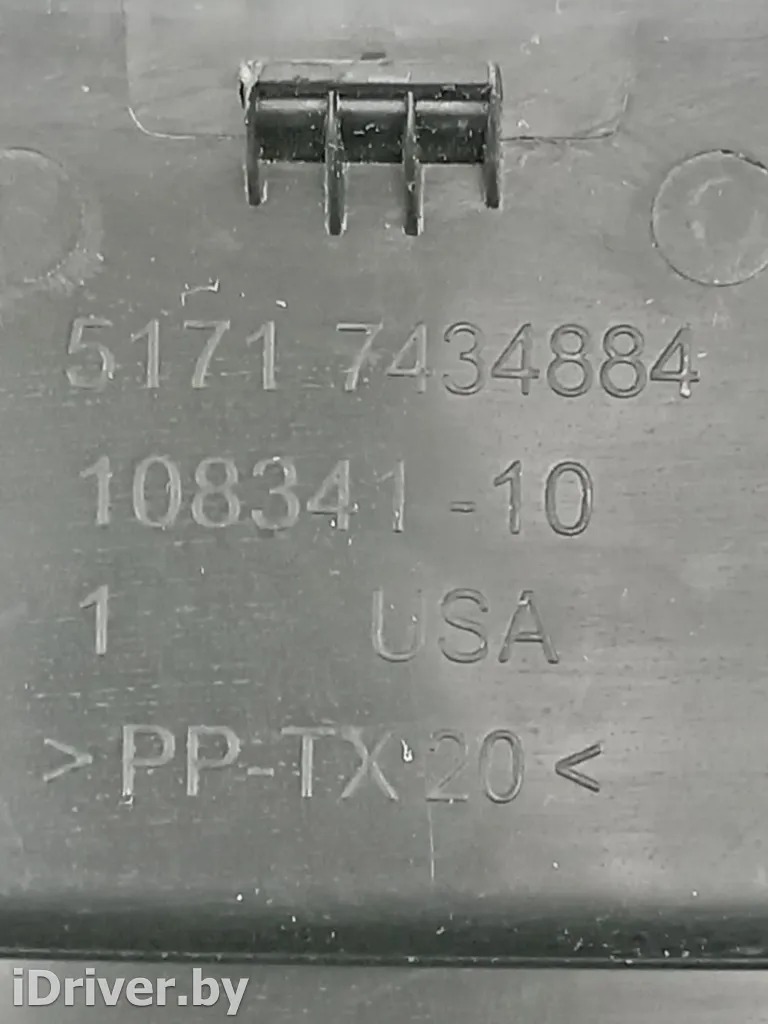 5171 7434884
108341-10
1 USA
>PP-TX20<
iDriver.by